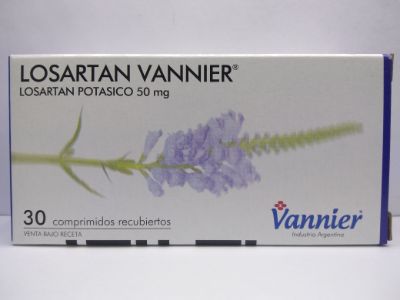 LOSARTAN VANNIER®
LOSARTAN POTASICO 50 mg
30 comprimidos recubiertos
VENTA BAJO RECETA
Vannier
Industria Argentina